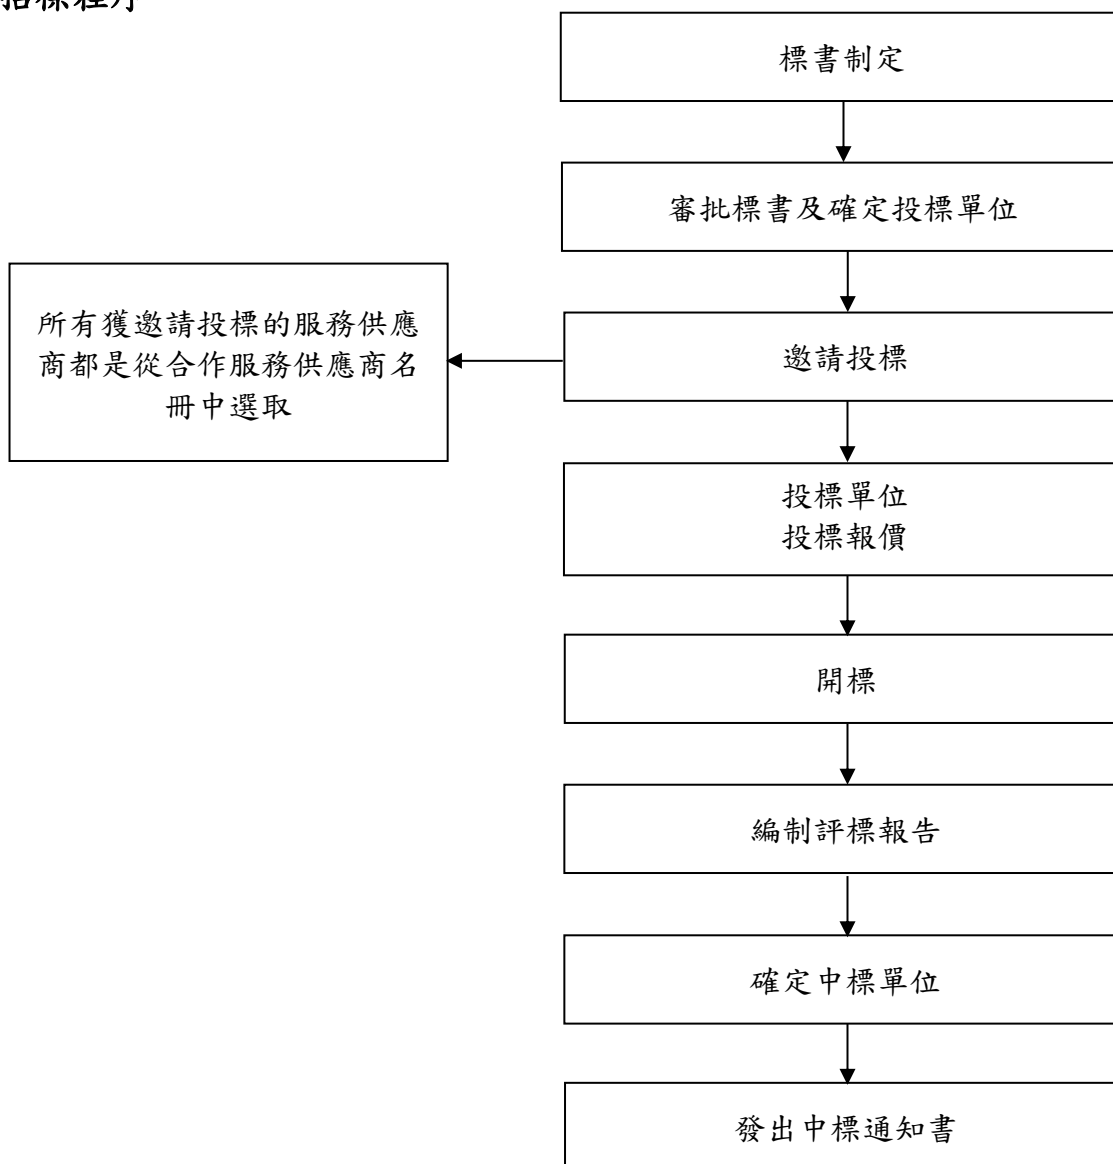 招標程序
標書制定
審批標書及確定投標單位
所有獲邀請投標的服務供應
商都是從合作服務供應商名
冊中選取
邀請投標
投標單位
投標報價
開標
編制評標報告
確定中標單位
發出中標通知書